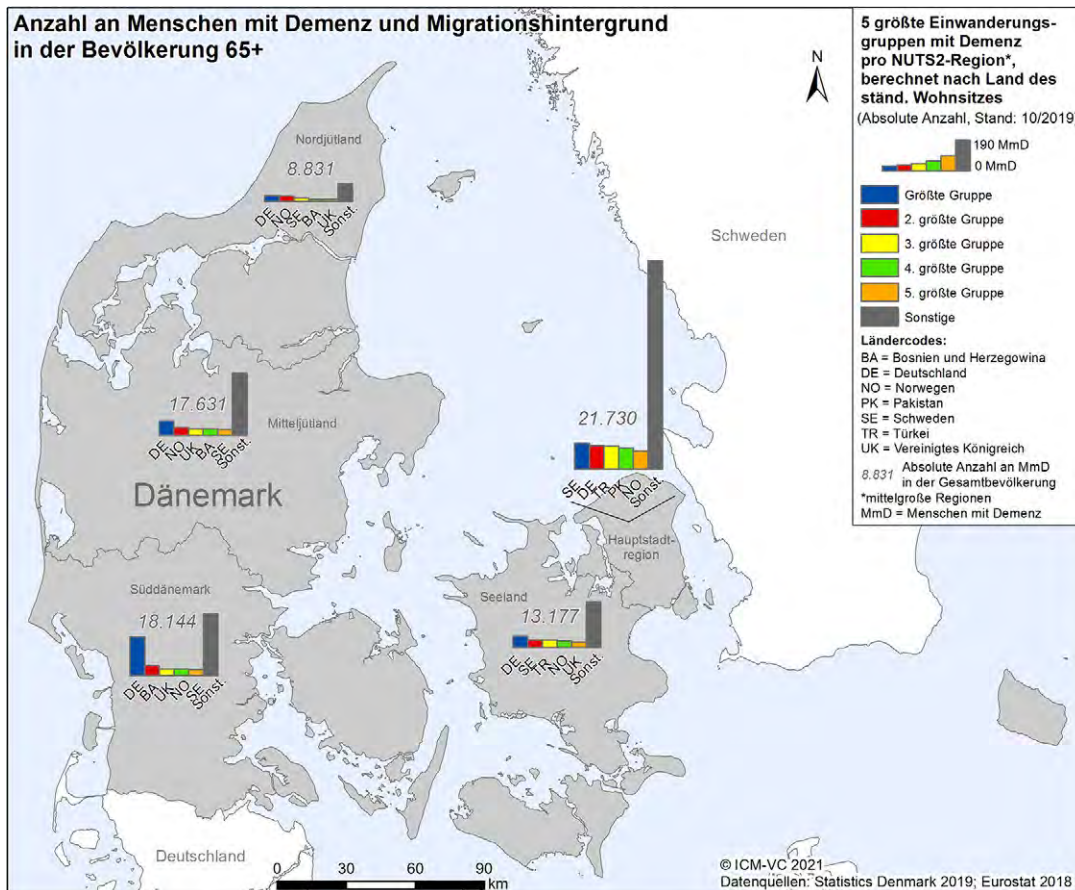 Anzahl an Menschen mit Demenz und Migrationshintergrund
in der Bevölkerung 65+
5 größte Einwanderungs-
gruppen mit Demenz
pro NUTS2-Region*,
berechnet nach Land des
ständ. Wohnsitzes
(Absolute Anzahl, Stand: 10/2019)
190 MmD
0 MmD
Größte Gruppe
2. größte Gruppe
3. größte Gruppe
4. größte Gruppe
5. größte Gruppe
Sonstige
Ländercodes:
BA = Bosnien und Herzegowina
DE = Deutschland
NO = Norwegen
PK = Pakistan
SE = Schweden
TR = Türkei
UK = Vereinigtes Königreich
8.831 Absolute Anzahl an MmD
in der Gesamtbevölkerung
*mittelgroße Regionen
MmD = Menschen mit Demenz
N
Nordjütland
8.831
DE NO SE BA UK Sonst.
Schweden
17.631
Mitteljütland
DE NO UK BA SE Sonst.
Dänemark
21.730
SE DE TR PK NO Sonst.
Hauptstadt-
region
Süddänemark
18.144
DE BA UK NO SE Sonst.
Seeland
13.177
DE SE TR NO UK Sonst.
Deutschland
0 30 60 90
km
© ICM-VC 2021
Datenquellen: Statistics Denmark 2019; Eurostat 2018